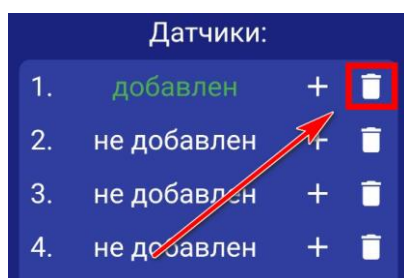 Датчики:
1. добавлен +
2. не добавлен +
3. не добавлен +
4. не добавлен +